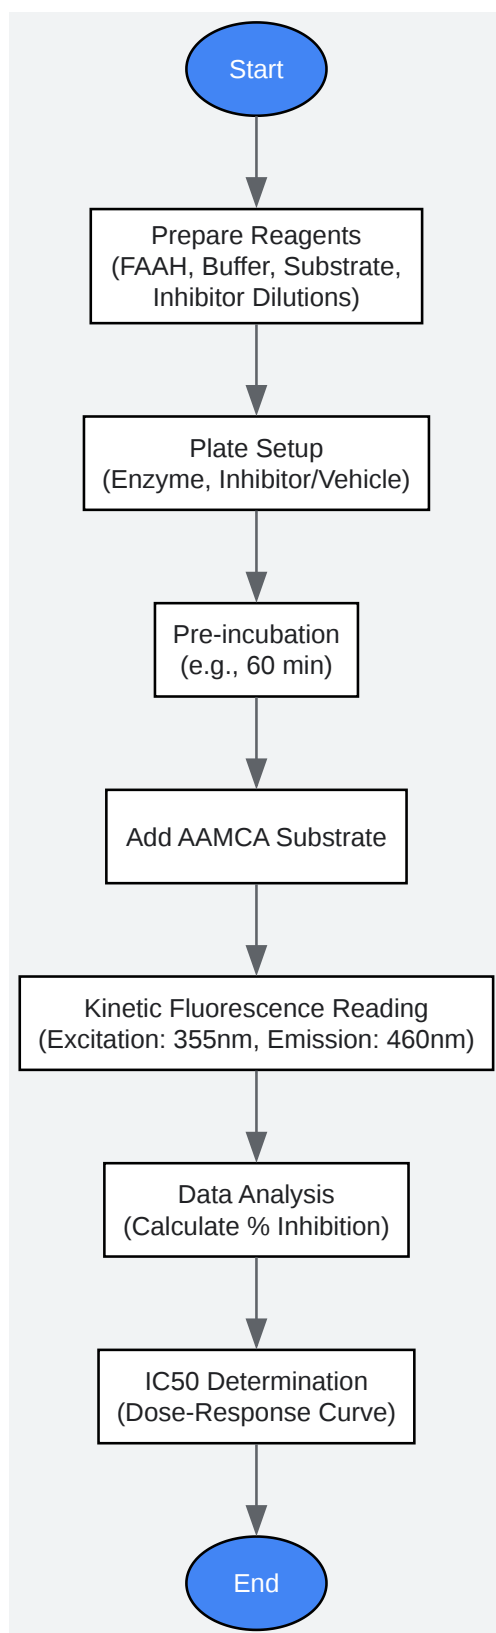 Start
Prepare Reagents
(FAAH, Buffer, Substrate,
Inhibitor Dilutions)
Plate Setup
(Enzyme, Inhibitor/Vehicle)
Pre-incubation
(e.g., 60 min)
Add AAMCA Substrate
Kinetic Fluorescence Reading
(Excitation: 355nm, Emission: 460nm)
Data Analysis
(Calculate % Inhibition)
IC50 Determination
(Dose-Response Curve)
End